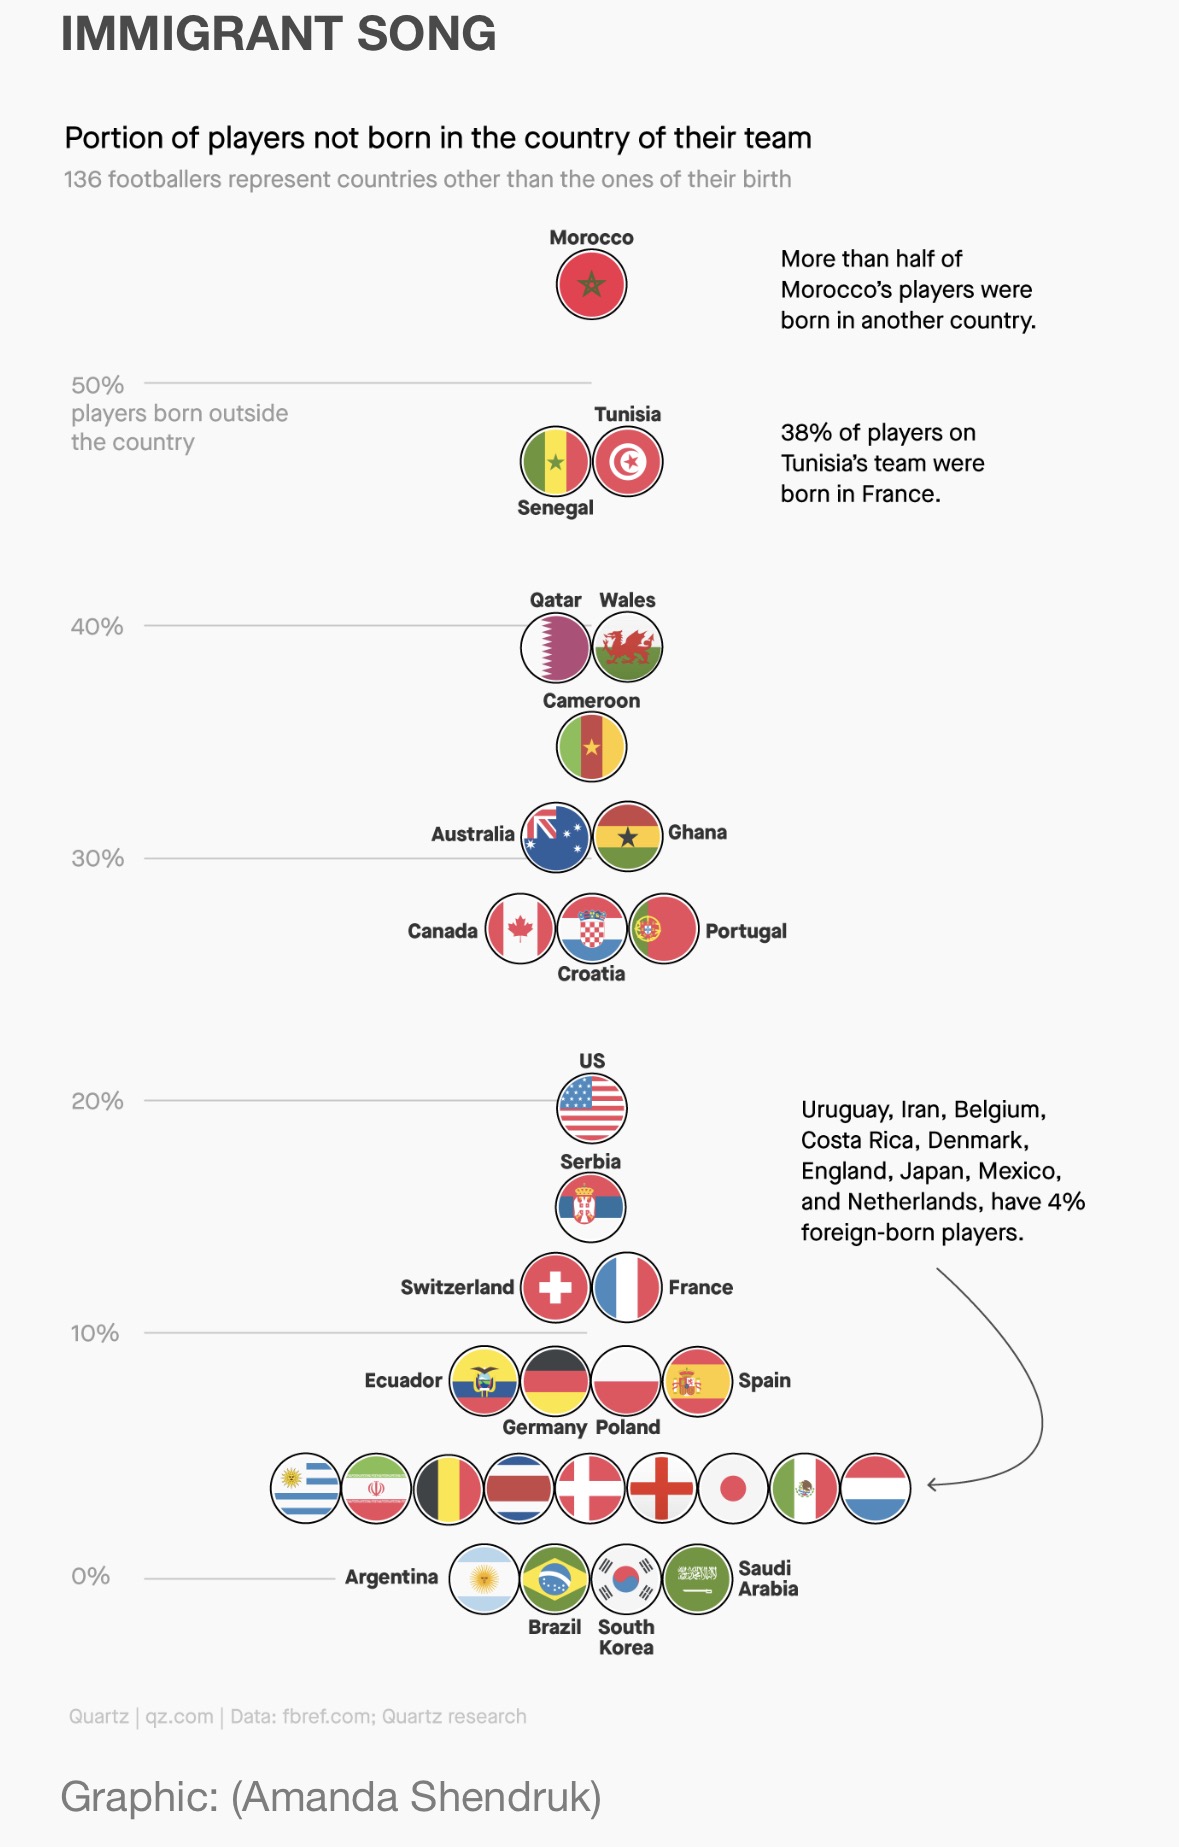 IMMIGRANT SONG
Portion of players not born in the country of their team
136 footballers represent countries other than the ones of their birth
Morocco
More than half of
Morocco's players were
born in another country.
50%
players born outside
the country
Tunisia
Senegal
38% of players on
Tunisia's team were
born in France.
40%
Qatar
Wales
Cameroon
Australia
Ghana
30%
Canada
Portugal
Croatia
US
20%
Serbia
Uruguay, Iran, Belgium,
Costa Rica, Denmark,
England, Japan, Mexico,
and Netherlands, have 4%
foreign-born players.
Switzerland
France
10%
Ecuador
Spain
Germany
Poland
0%
Argentina
Saudi
Arabia
Brazil
South
Korea
Quartz | qz.com | Data: fbref.com; Quartz research
Graphic: (Amanda Shendruk)